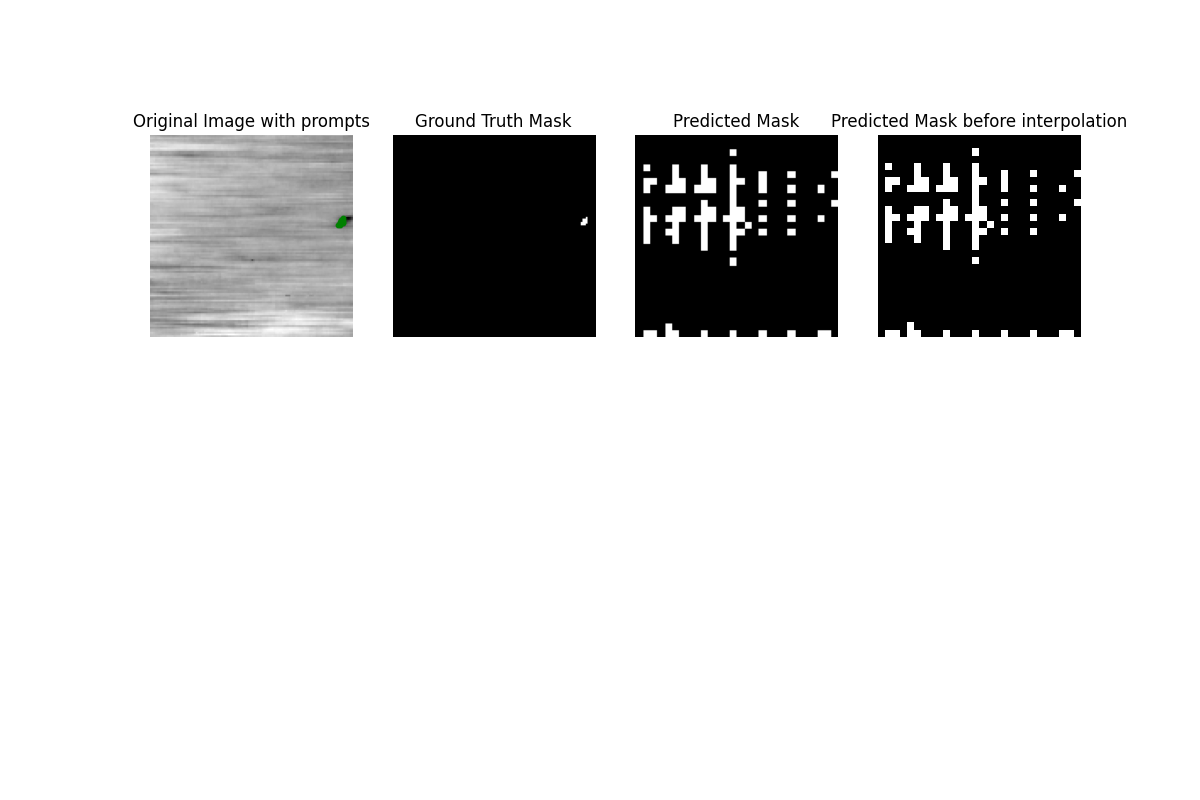 Original Image with prompts
Ground Truth Mask
Predicted Mask
Predicted Mask before interpolation